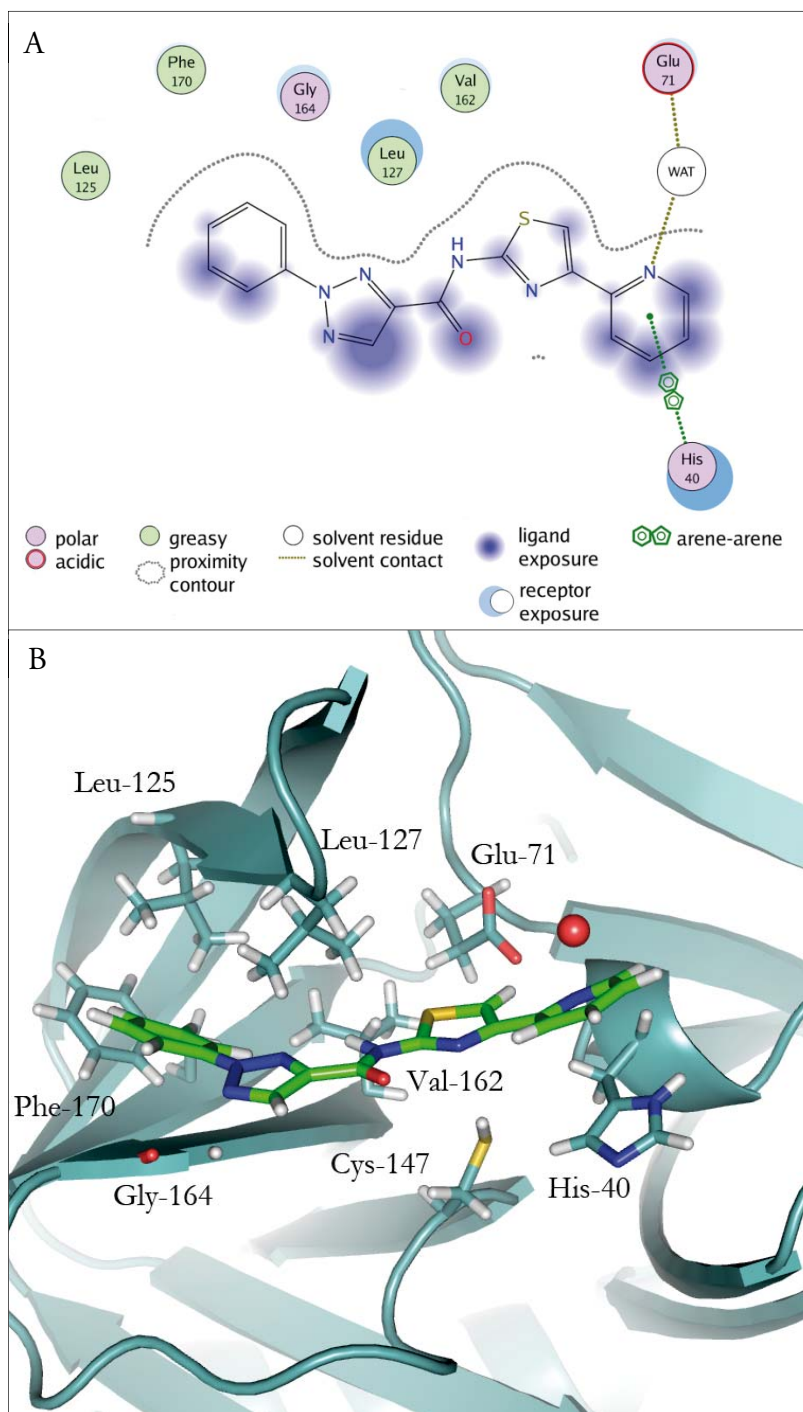 A
Phe
170
Gly
164
Val
162
Glu
71
Leu
125
Leu
127
WAT
S
H
N
N
N
N
N
N
N
O
His
40
polar
acidic
greasy
proximity
contour
solvent residue
solvent contact
ligand
exposure
receptor
exposure
arene-arene
B
Leu-125
Leu-127
Glu-71
Phe-170
Val-162
Cys-147
Gly-164
His-40